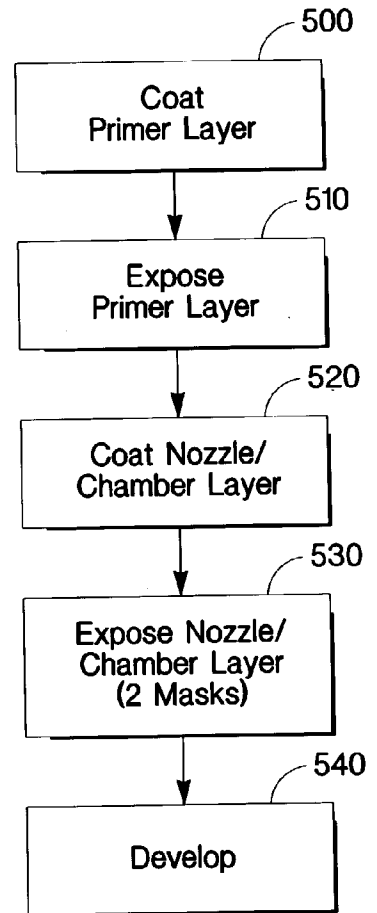 500
Coat
Primer Layer
510
Expose
Primer Layer
520
Coat Nozzle/
Chamber Layer
530
Expose Nozzle/
Chamber Layer
(2 Masks)
540
Develop